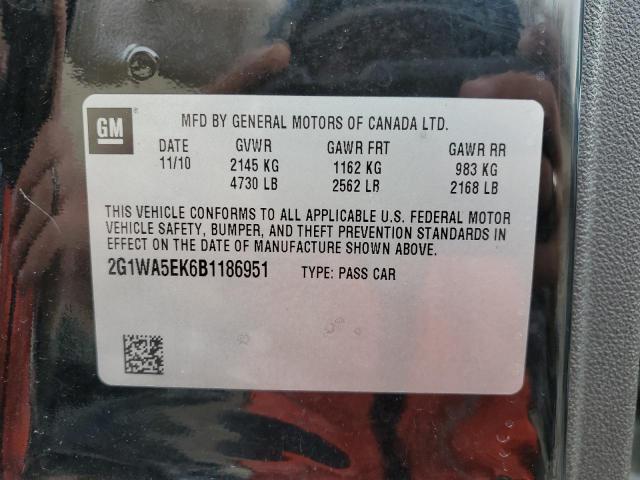 GM
MFD BY GENERAL MOTORS OF CANADA LTD.
DATE GVWR GAWR FRT GAWR RR
11/10 2145 KG 1162 KG 983 KG
4730 LB 2562 LB 2168 LB
THIS VEHICLE CONFORMS TO ALL APPLICABLE U.S. FEDERAL MOTOR
VEHICLE SAFETY, BUMPER, AND THEFT PREVENTION STANDARDS IN
EFFECT ON THE DATE OF MANUFACTURE SHOWN ABOVE.
2G1WA5EK6B1186951 TYPE: PASS CAR